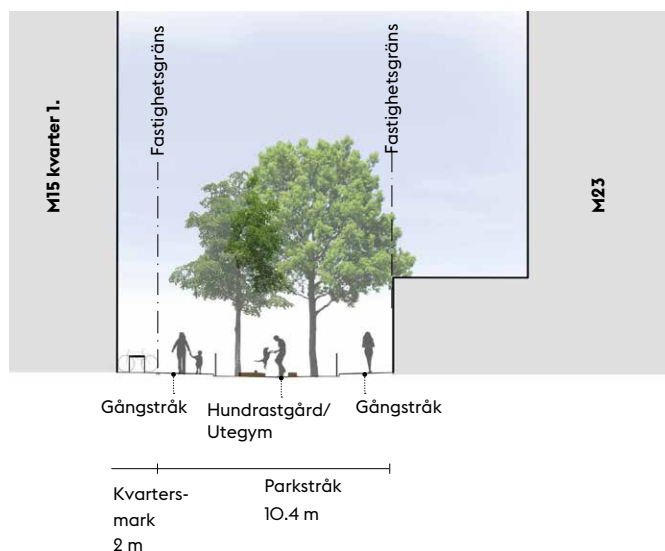 M15 kvarter 1.
Fastighetsgräns
Fastighetsgräns
M23
Gångstråk
Hundrastgård/
Utegym
Gångstråk
Kvarters-
mark
2 m
Parkstråk
10.4 m